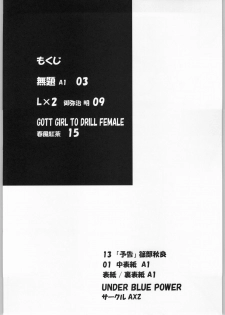 もくじ
無題 A1 03
L×2 御弥治 明 09
GOTT GIRL TO DRILL FEMALE
春風紅茶 15
13 「予告」 服部秋良
01 中表紙 A1
表紙/裏表紙 A1
UNDER BLUE POWER
サークル AXZ